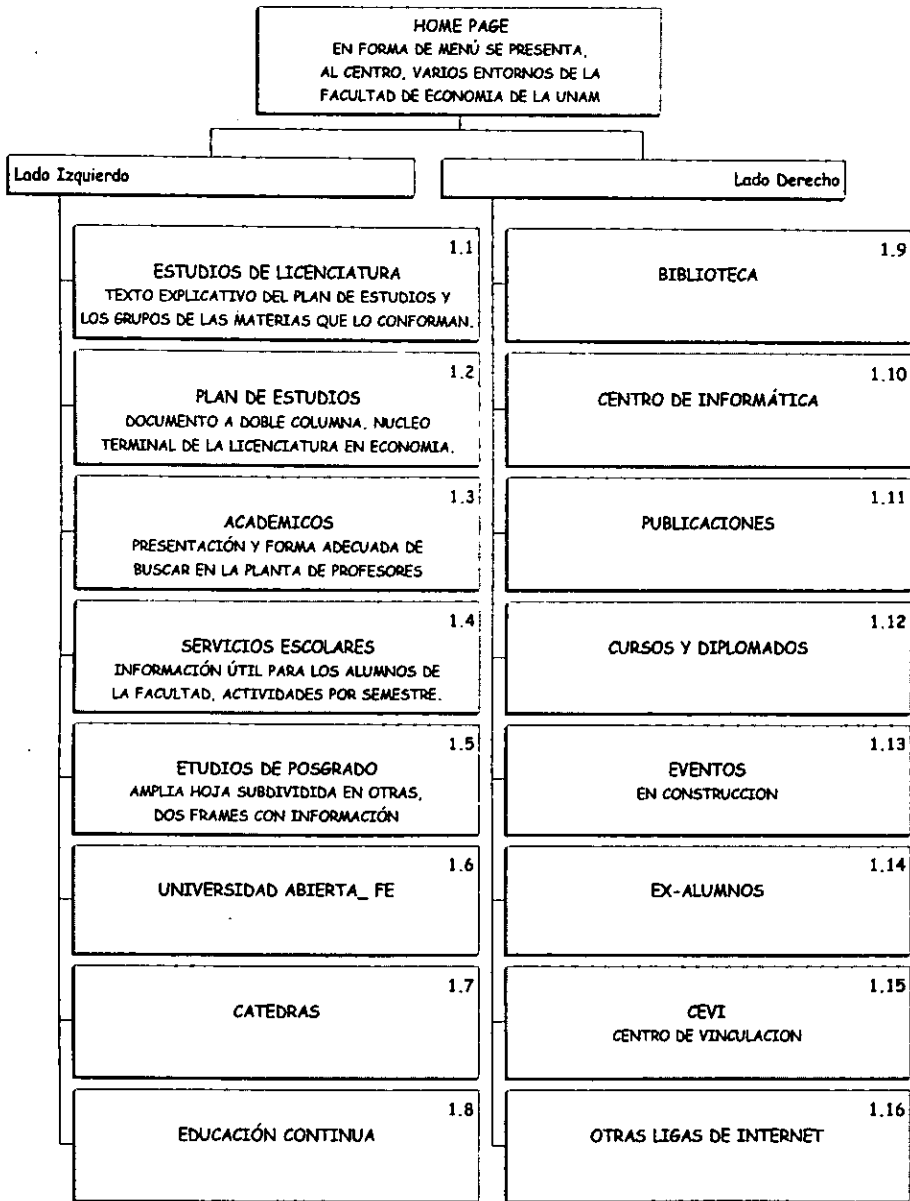 HOME PAGE
EN FORMA DE MENÚ SE PRESENTA,
AL CENTRO, VARIOS ENTORNOS DE LA
FACULTAD DE ECONOMIA DE LA UNAM
Lado Izquierdo
1.1
ESTUDIOS DE LICENCIATURA
TEXTO EXPLICATIVO DEL PLAN DE ESTUDIOS Y
LOS GRUPOS DE LAS MATERIAS QUE LO CONFORMAN.
1.2
PLAN DE ESTUDIOS
DOCUMENTO A DOBLE COLUMNA, NUCLEO
TERMINAL DE LA LICENCIATURA EN ECONOMIA.
1.3
ACADEMICOS
PRESENTACIÓN Y FORMA ADECUADA DE
BUSCAR EN LA PLANTA DE PROFESORES
1.4
SERVICIOS ESCOLARES
INFORMACIÓN ÚTIL PARA LOS ALUMNOS DE
LA FACULTAD, ACTIVIDADES POR SEMESTRE.
1.5
ETUDIOS DE POSGRADO
AMPLIA HOJA SUBDIVIDIDA EN OTRAS,
DOS FRAMES CON INFORMACIÓN
1.6
UNIVERSIDAD ABIERTA_ FE
1.7
CATEDRAS
1.8
EDUCACIÓN CONTINUA
Lado Derecho
1.9
BIBLIOTECA
1.10
CENTRO DE INFORMÁTICA
1.11
PUBLICACIONES
1.12
CURSOS Y DIPLOMADOS
1.13
EVENTOS
EN CONSTRUCCION
1.14
EX-ALUMNOS
1.15
CEVI
CENTRO DE VINCULACION
1.16
OTRAS LIGAS DE INTERNET